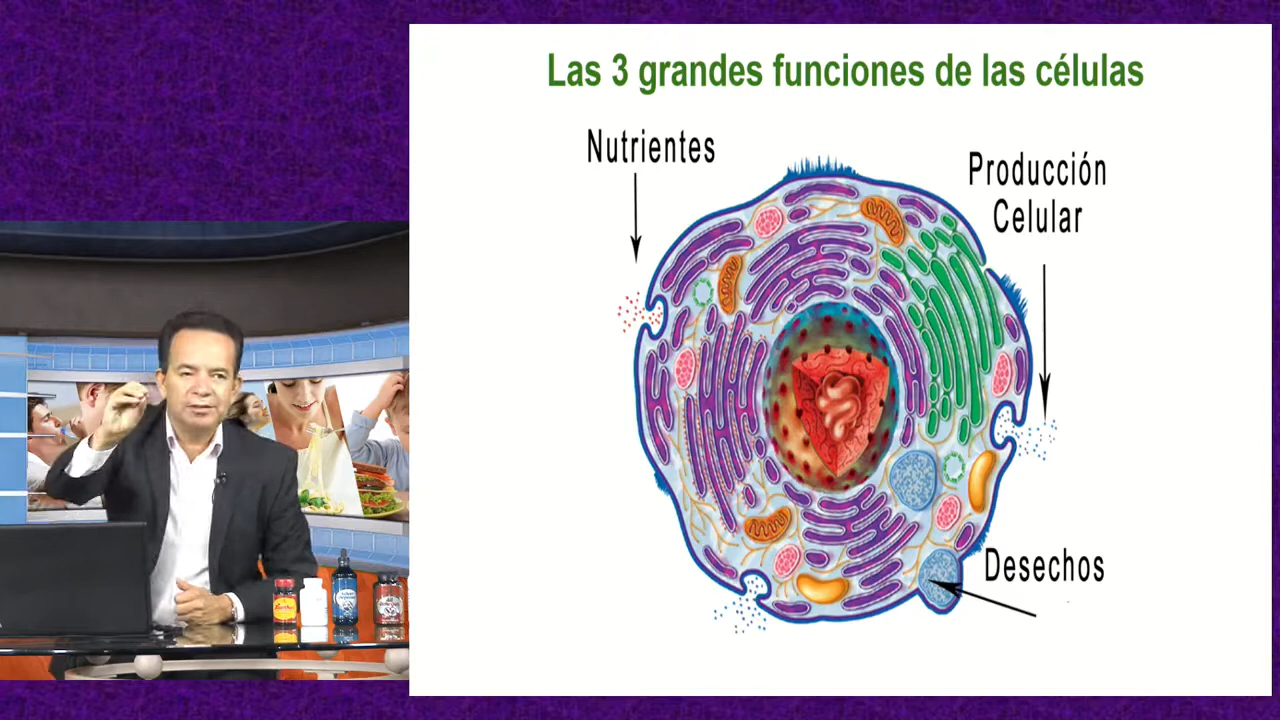 Las 3 grandes funciones de las células
Nutrientes
Producción
Celular
Desechos